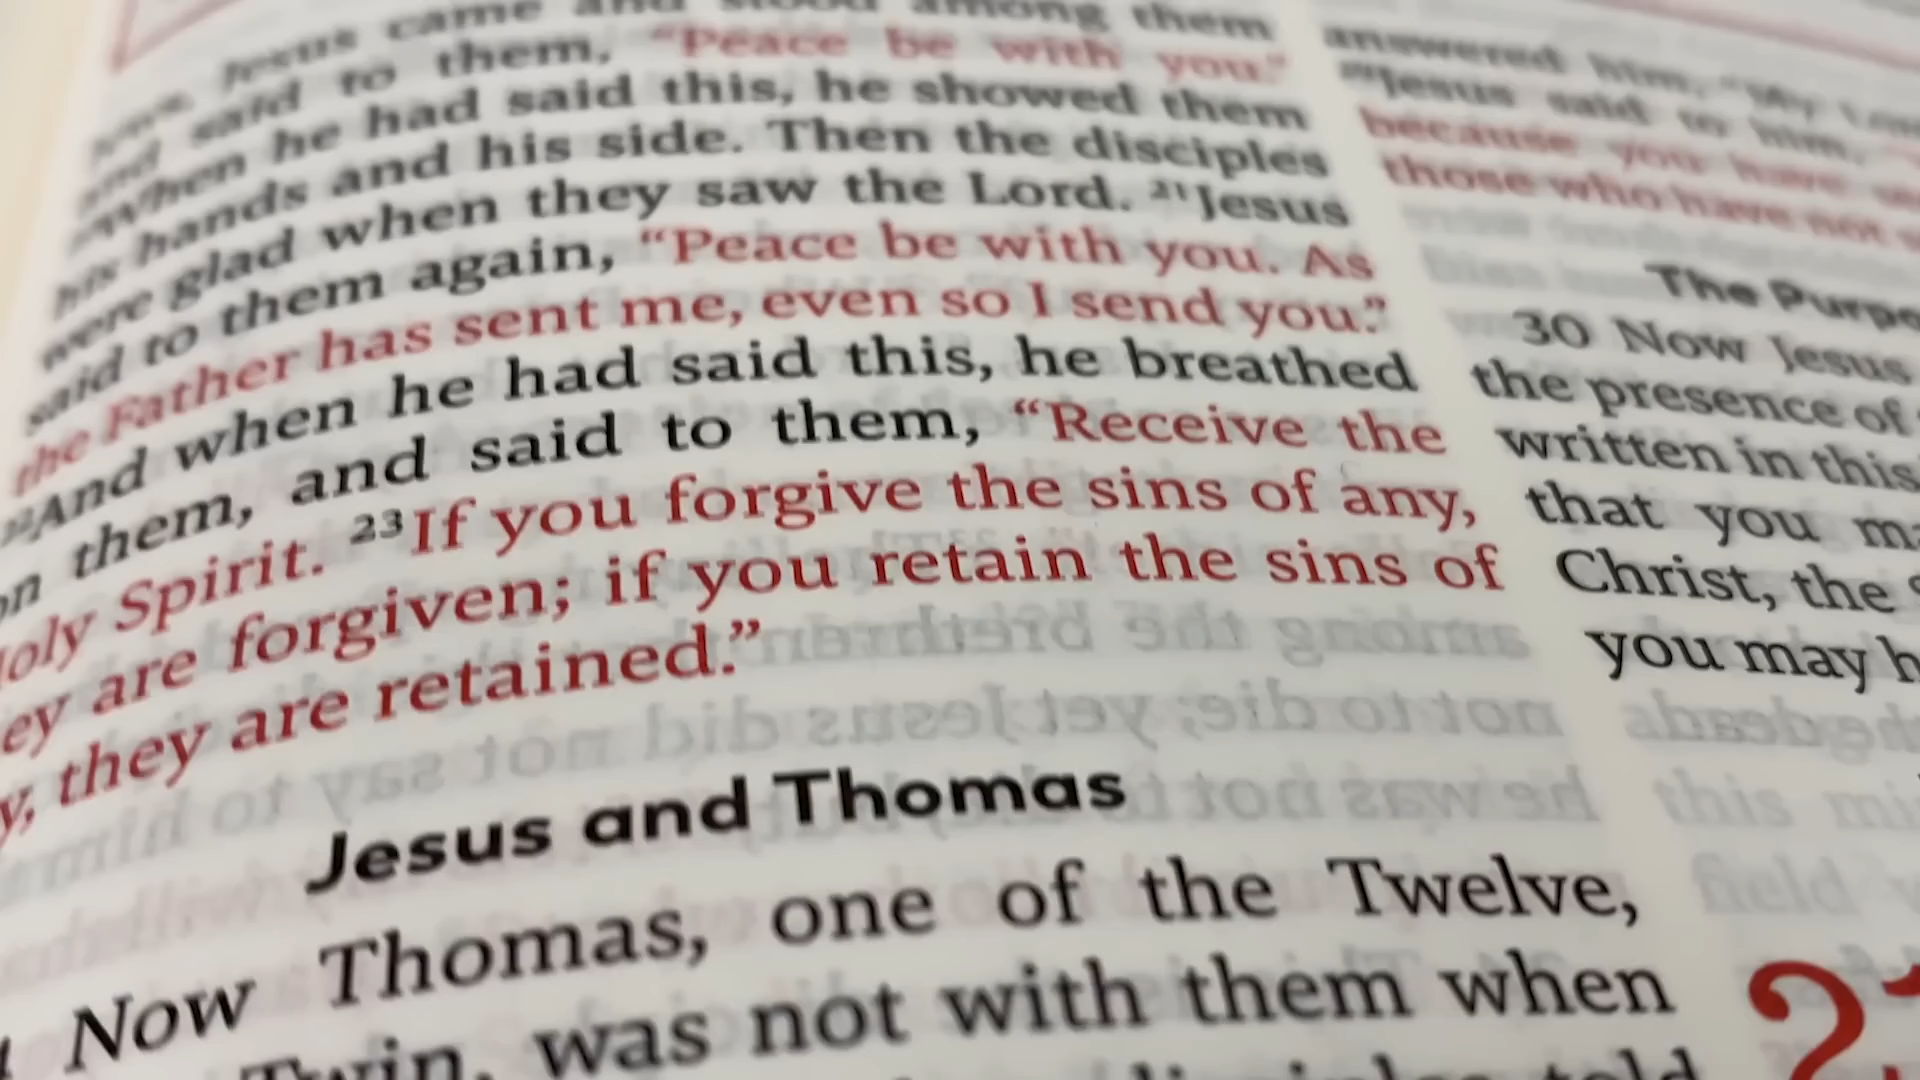 Jesus came and stood among them
and said to them, “Peace be with you.”
When he had said this, he showed them
his hands and his side. Then the disciples
were glad when they saw the Lord. 21 Jesus
said to them again, “Peace be with you. As
the Father has sent me, even so I send you.”
22 And when he had said this, he breathed
on them, and said to them, “Receive the
oly Spirit. 23 If you forgive the sins of any,
ey are forgiven; if you retain the sins of
y, they are retained.”
Jesus and Thomas
Now Thomas, one of the Twelve,
Twin, was not with them when
disciples told
answered him, “My Lord
Jesus said to him,
because you have
those who have not
The Purpo
30 Now Jesus
the presence of
written in this
that you ma
Christ, the
you may h
21